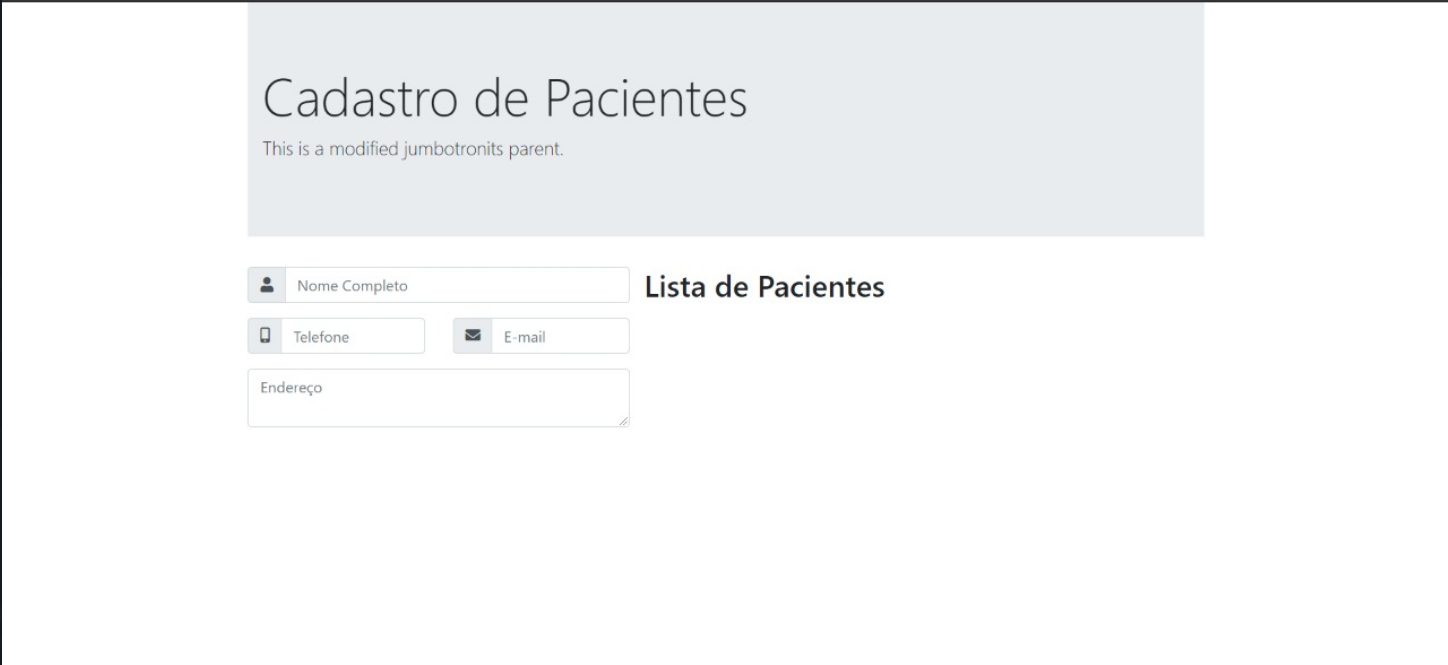 Cadastro de Pacientes
This is a modified jumbotronits parent.
Nome Completo
Lista de Pacientes
Telefone
E-mail
Endereço